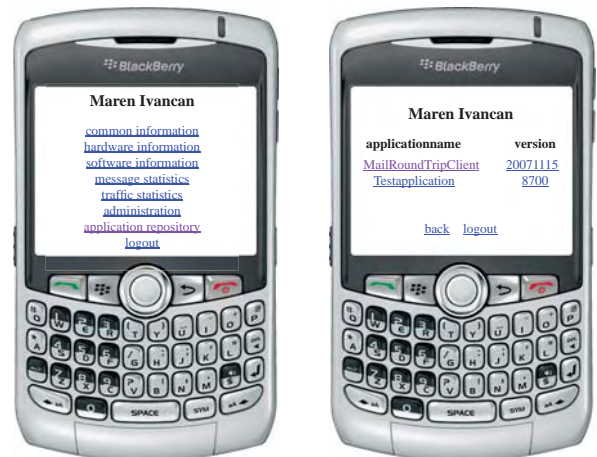 BlackBerry
Maren Ivancan
common information
hardware information
software information
message statistics
traffic statistics
administration
application repository
logout
SPACE
SYM
BlackBerry
Maren Ivancan
applicationname version
MailRoundTripClient 20071115
Testapplication 8700
back logout
SPACE
SYM